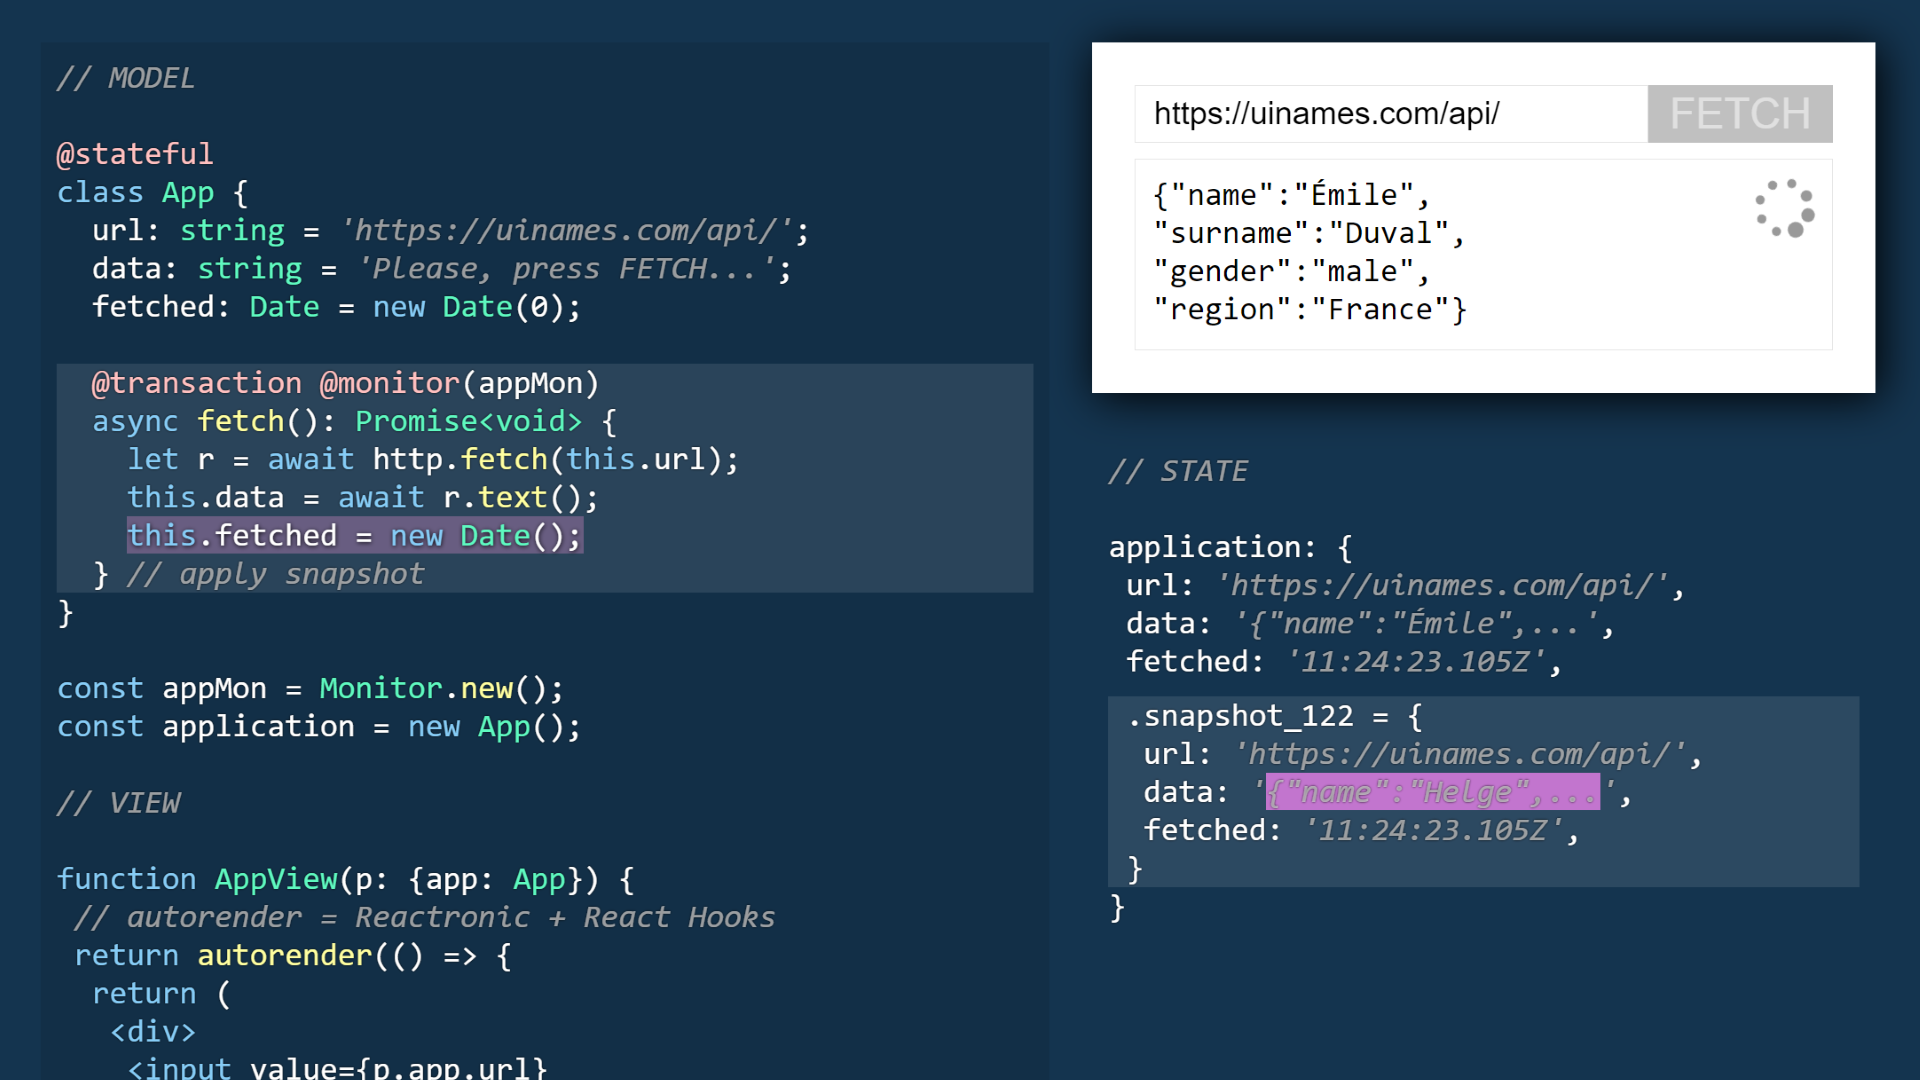 // MODEL
@stateful
class App {
url: string = 'https://uinames.com/api/';
data: string = 'Please, press FETCH...';
fetched: Date = new Date(0);
@transaction @monitor(appMon)
async fetch(): Promise<void> {
let r = await http.fetch(this.url);
this.data = await r.text();
this.fetched = new Date();
} // apply snapshot
}
const appMon = Monitor.new();
const application = new App();
// VIEW
function AppView(p: {app: App}) {
// autorender = Reactronic + React Hooks
return autorender(() => {
return (
<div>
<input value={p.app.url}
https://uinames.com/api/
FETCH
{"name":"Émile",
"surname":"Duval",
"gender":"male",
"region":"France"}
// STATE
application: {
url: 'https://uinames.com/api/',
data: '{"name":"Émile",...',
fetched: '11:24:23.105Z',
.snapshot_122 = {
url: 'https://uinames.com/api/',
data: '{"name":"Helge",...',
fetched: '11:24:23.105Z',
}
}